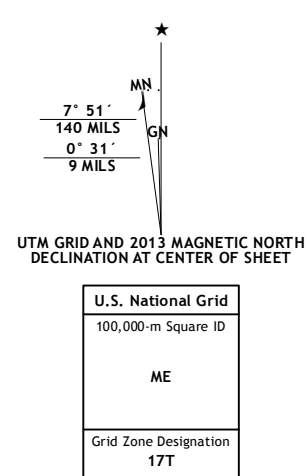 ★
MN
7° 51´
140 MILS
GN
0° 31´
9 MILS
UTM GRID AND 2013 MAGNETIC NORTH
DECLINATION AT CENTER OF SHEET
U.S. National Grid
100,000-m Square ID
ME
Grid Zone Designation
17T